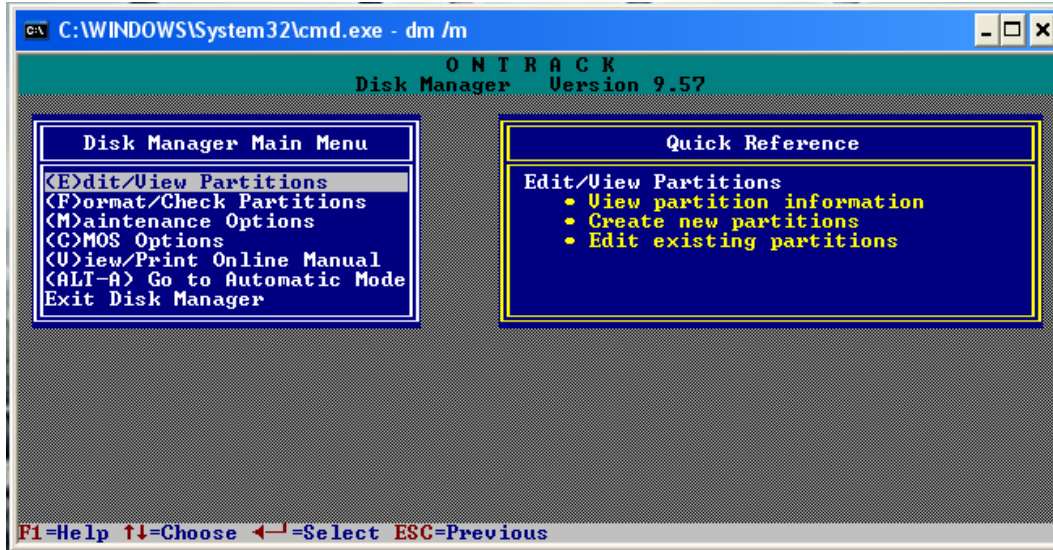 C:\WINDOWS\System32\cmd.exe - dm /m
O N T R A C K
Disk Manager Version 9.57
Disk Manager Main Menu
(E)dit/View Partitions
(F)ormat/Check Partitions
(M)aintenance Options
(C)MOS Options
(V)iew/Print Online Manual
(ALT-A) Go to Automatic Mode
Exit Disk Manager
Quick Reference
Edit/View Partitions
• View partition information
• Create new partitions
• Edit existing partitions
F1=Help ↑↓=Choose ◄─┘=Select ESC=Previous